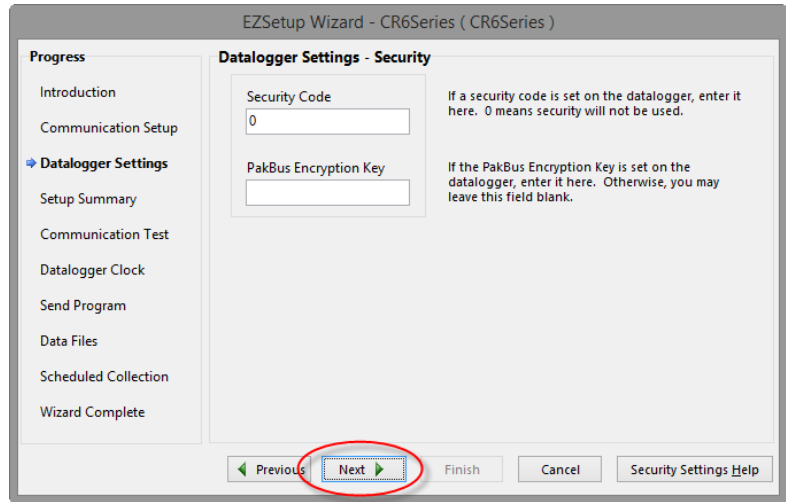 EZSetup Wizard - CR6Series ( CR6Series )
Progress
Introduction
Communication Setup
Datalogger Settings
Setup Summary
Communication Test
Datalogger Clock
Send Program
Data Files
Scheduled Collection
Wizard Complete
Datalogger Settings - Security
Security Code
0
If a security code is set on the datalogger, enter it
here. 0 means security will not be used.
PakBus Encryption Key
If the PakBus Encryption Key is set on the
datalogger, enter it here. Otherwise, you may
leave this field blank.
Previous Next Finish Cancel Security Settings Help